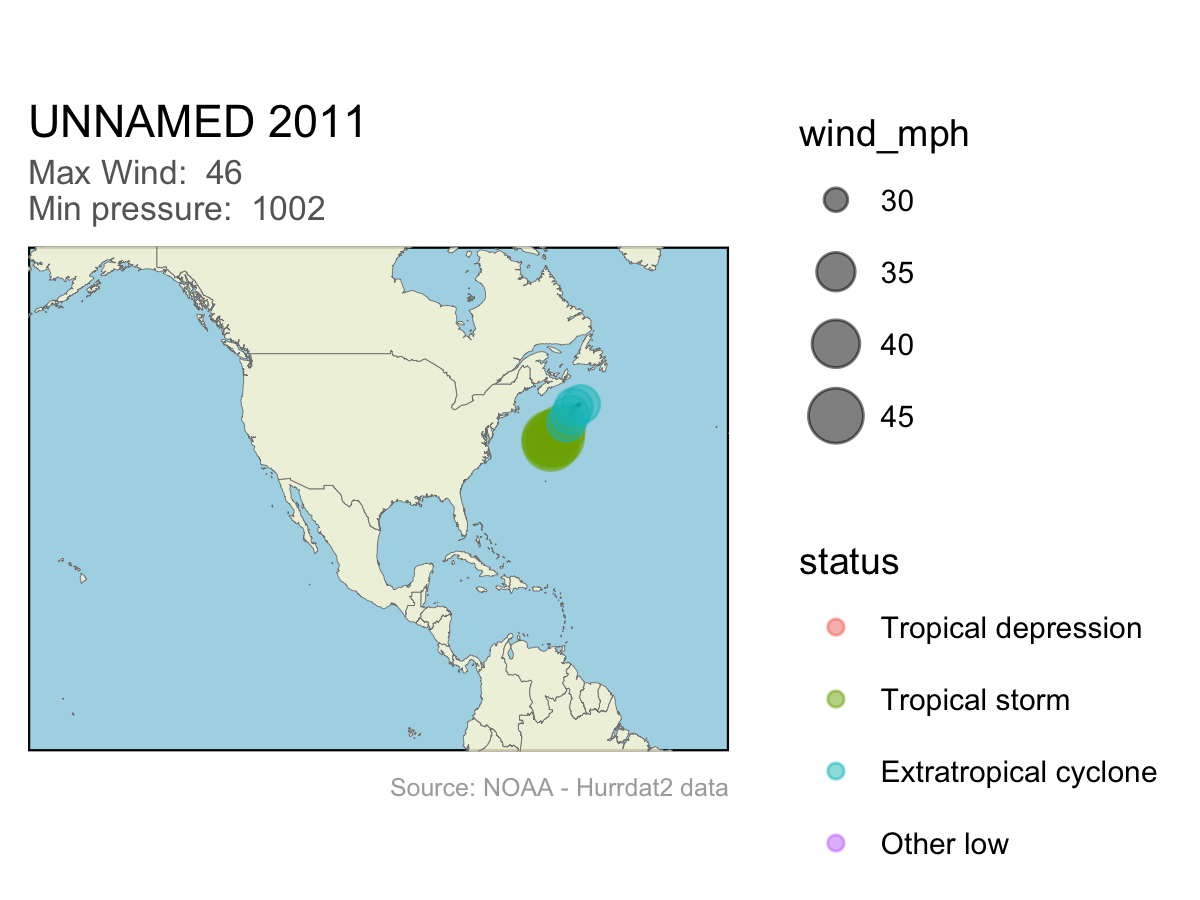 UNNAMED 2011
Max Wind:  46
Min pressure:  1002
Source: NOAA - Hurrdat2 data
wind_mph
30
35
40
45
status
Tropical depression
Tropical storm
Extratropical cyclone
Other low